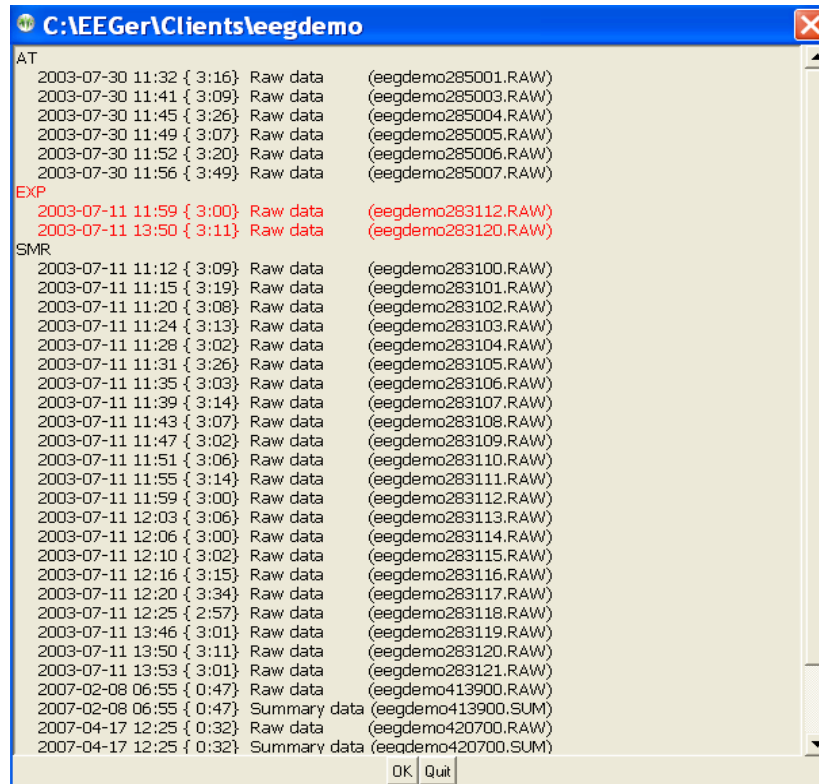 C:\EEGer\Clients\eegdemo
AT
2003-07-30 11:32 { 3:16} Raw data (eegdemo285001.RAW)
2003-07-30 11:41 { 3:09} Raw data (eegdemo285003.RAW)
2003-07-30 11:45 { 3:26} Raw data (eegdemo285004.RAW)
2003-07-30 11:49 { 3:07} Raw data (eegdemo285005.RAW)
2003-07-30 11:52 { 3:20} Raw data (eegdemo285006.RAW)
2003-07-30 11:56 { 3:49} Raw data (eegdemo285007.RAW)
EXP
2003-07-11 11:59 { 3:00} Raw data (eegdemo283112.RAW)
2003-07-11 13:50 { 3:11} Raw data (eegdemo283120.RAW)
SMR
2003-07-11 11:12 { 3:09} Raw data (eegdemo283100.RAW)
2003-07-11 11:15 { 3:19} Raw data (eegdemo283101.RAW)
2003-07-11 11:20 { 3:08} Raw data (eegdemo283102.RAW)
2003-07-11 11:24 { 3:13} Raw data (eegdemo283103.RAW)
2003-07-11 11:28 { 3:02} Raw data (eegdemo283104.RAW)
2003-07-11 11:31 { 3:26} Raw data (eegdemo283105.RAW)
2003-07-11 11:35 { 3:03} Raw data (eegdemo283106.RAW)
2003-07-11 11:39 { 3:14} Raw data (eegdemo283107.RAW)
2003-07-11 11:43 { 3:07} Raw data (eegdemo283108.RAW)
2003-07-11 11:47 { 3:02} Raw data (eegdemo283109.RAW)
2003-07-11 11:51 { 3:06} Raw data (eegdemo283110.RAW)
2003-07-11 11:55 { 3:14} Raw data (eegdemo283111.RAW)
2003-07-11 11:59 { 3:00} Raw data (eegdemo283112.RAW)
2003-07-11 12:03 { 3:06} Raw data (eegdemo283113.RAW)
2003-07-11 12:06 { 3:00} Raw data (eegdemo283114.RAW)
2003-07-11 12:10 { 3:02} Raw data (eegdemo283115.RAW)
2003-07-11 12:16 { 3:15} Raw data (eegdemo283116.RAW)
2003-07-11 12:20 { 3:34} Raw data (eegdemo283117.RAW)
2003-07-11 12:25 { 2:57} Raw data (eegdemo283118.RAW)
2003-07-11 13:46 { 3:01} Raw data (eegdemo283119.RAW)
2003-07-11 13:50 { 3:11} Raw data (eegdemo283120.RAW)
2003-07-11 13:53 { 3:01} Raw data (eegdemo283121.RAW)
2007-02-08 06:55 { 0:47} Raw data (eegdemo413900.RAW)
2007-02-08 06:55 { 0:47} Summary data (eegdemo413900.SUM)
2007-04-17 12:25 { 0:32} Raw data (eegdemo420700.RAW)
2007-04-17 12:25 { 0:32} Summary data (eegdemo420700.SUM)
OK Quit